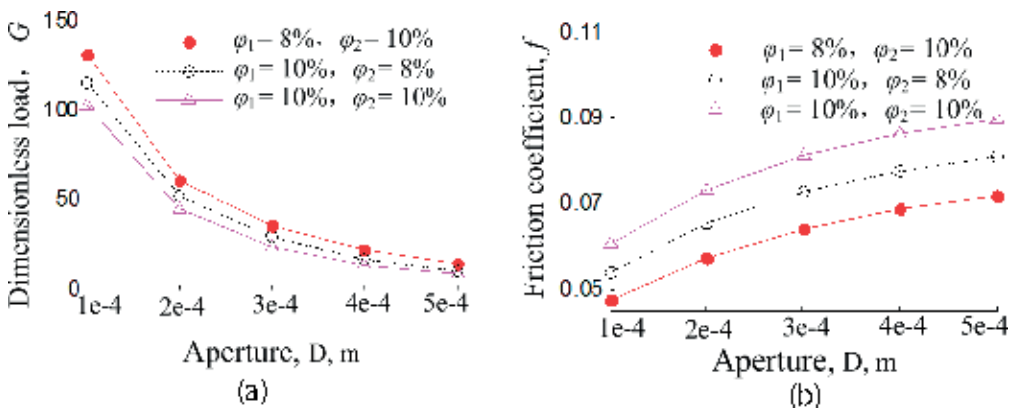 150
100
50
0
Dimensionless load, G
φ₁– 8%, φ₂– 10%
φ₁= 10%, φ₂= 8%
φ₁= 10%, φ₂= 10%
1e-4 2e-4 3e-4 4e-4 5e-4
Aperture, D, m
(a)
0.11
0.09
0.07
0.05
Friction coefficient, f
φ₁= 8%, φ₂= 10%
φ₁= 10%, φ₂= 8%
φ₁= 10%, φ₂= 10%
1e-4 2e-4 3e-4 4e-4 5e-4
Aperture, D, m
(b)